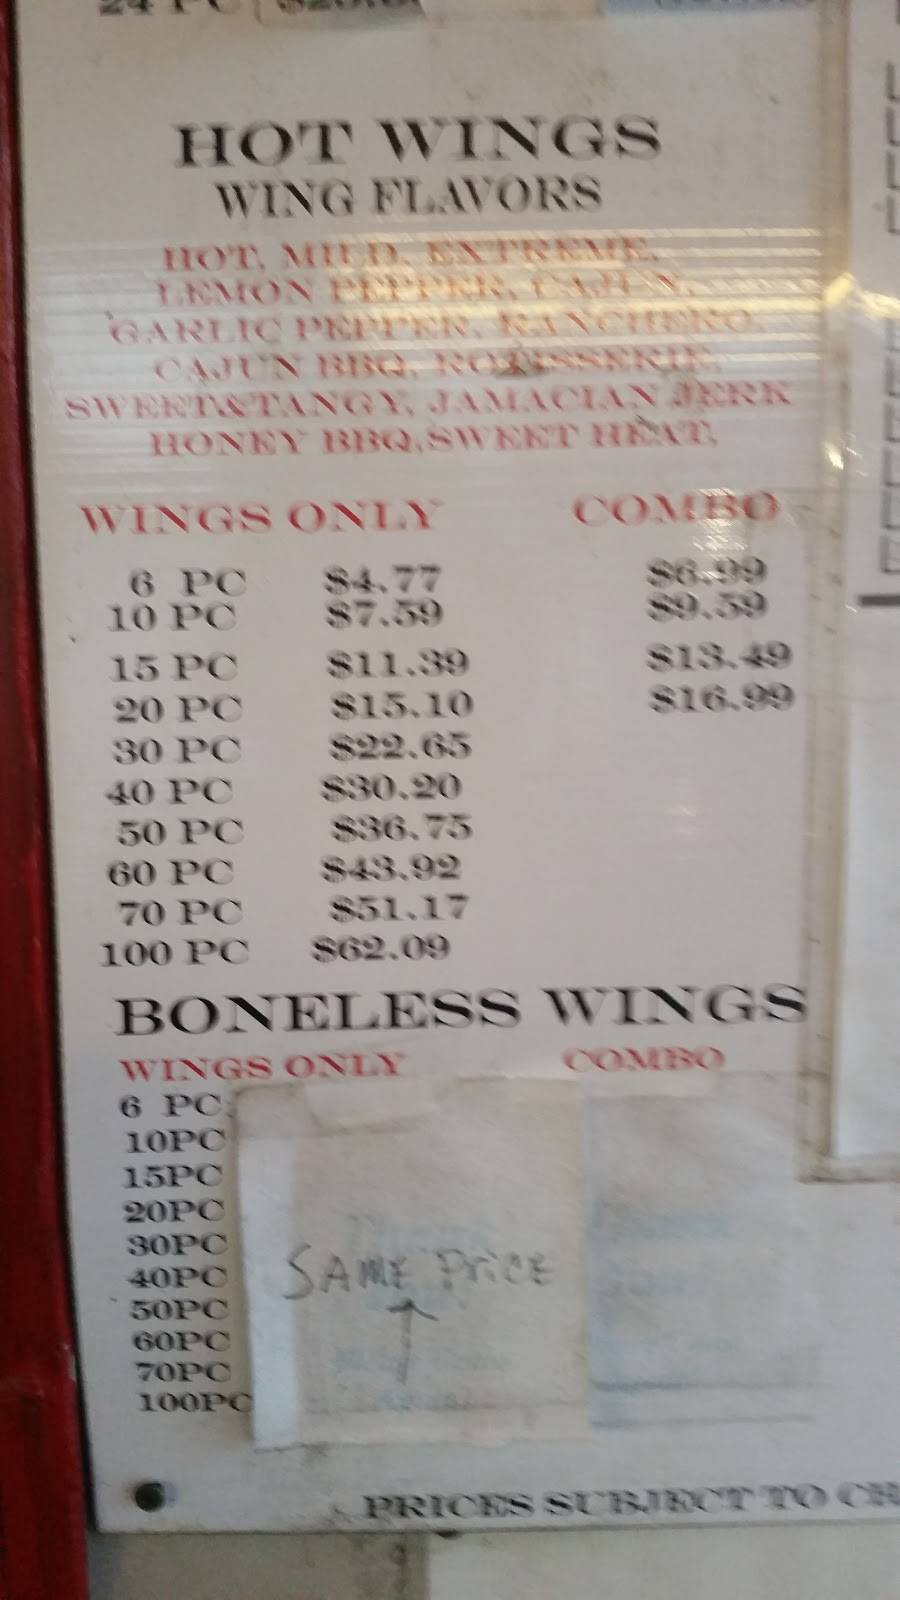 24 PC
HOT WINGS
WING FLAVORS
HOT, MILD, EXTREME,
LEMON PEPPER, CAJUN,
GARLIC PEPPER, RANCHERO,
CAJUN BBQ, ROTISSERIE,
SWEET&TANGY, JAMACIAN JERK
HONEY BBQ,SWEET HEAT,
WINGS ONLY COMBO
6 PC $4.77 $6.99
10 PC $7.59 $9.59
15 PC $11.39 $13.49
20 PC $15.10 $16.99
30 PC $22.65
40 PC $30.20
50 PC $36.75
60 PC $43.92
70 PC $51.17
100 PC $62.09
BONELESS WINGS
WINGS ONLY COMBO
6 PC
10PC
15PC
20PC
30PC
SAME PRiCE
40PC
50PC
60PC
70PC
100PC
PRICES SUBJECT TO CH